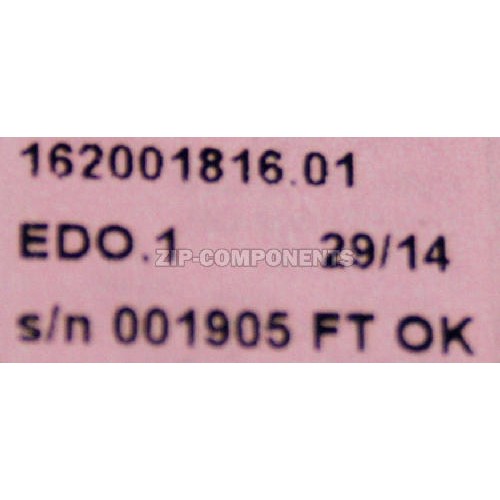 162001816.01
EDO.1 29/14
ZIP-COMPONENTS
s/n 001905 FT OK